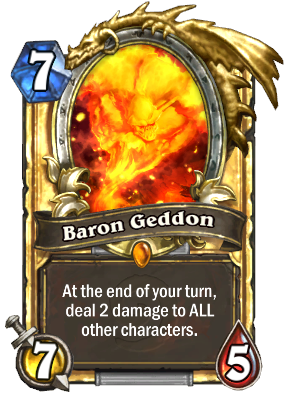 7
Baron Geddon
At the end of your turn,
deal 2 damage to ALL
other characters.
7
5